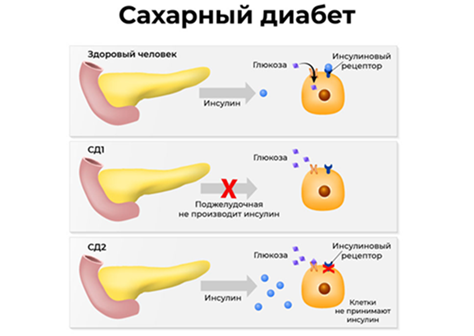 Сахарный диабет
Здоровый человек
Глюкоза
Инсулиновый
рецептор
Инсулин
СД1
Глюкоза
X
Поджелудочная
не производит инсулин
СД2
Глюкоза
Инсулиновый
рецептор
Инсулин
Клетки
не принимают
инсулин